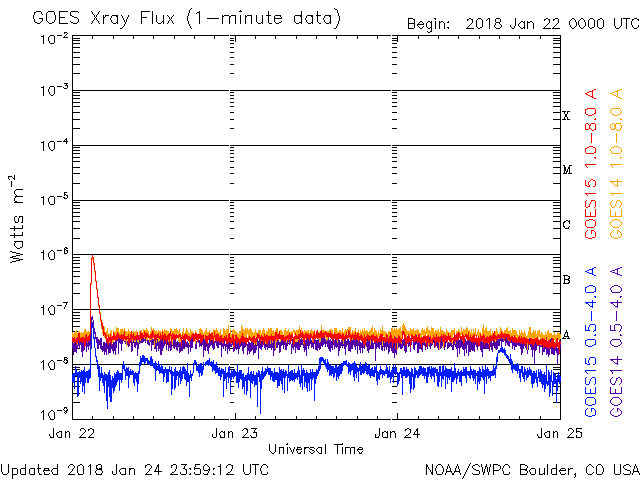 GOES Xray Flux (1-minute data)
Begin: 2018 Jan 22 0000 UTC
10-2
10-3
10-4
10-5
10-6
10-7
10-8
10-9
Watts m-2
X
M
C
B
A
GOES15 1.0-8.0 A
GOES14 1.0-8.0 A
GOES15 0.5-4.0 A
GOES14 0.5-4.0 A
Jan 22
Jan 23
Jan 24
Jan 25
Universal Time
Updated 2018 Jan 24 23:59:12 UTC
NOAA/SWPC Boulder, CO USA